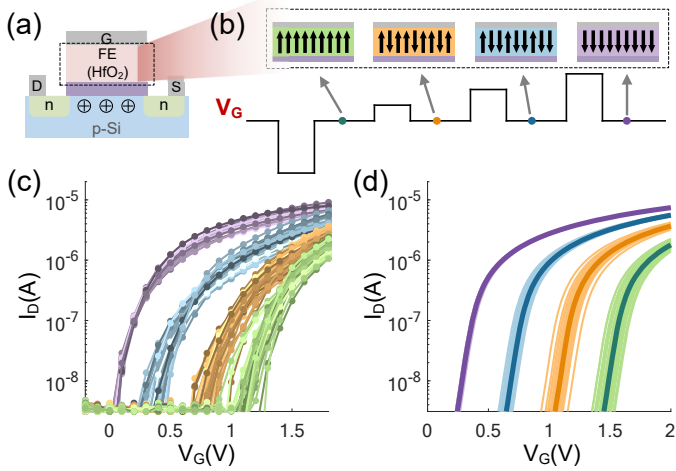 (a)
G
FE
(HfO₂)
D
S
n
⊕ ⊕ ⊕ ⊕
n
p-Si
(b)
V_G
(c)
10⁻⁵
10⁻⁶
10⁻⁷
10⁻⁸
I_D(A)
0 0.5 1 1.5
V_G(V)
(d)
10⁻⁵
10⁻⁶
10⁻⁷
10⁻⁸
I_D(A)
0 0.5 1 1.5 2
V_G(V)